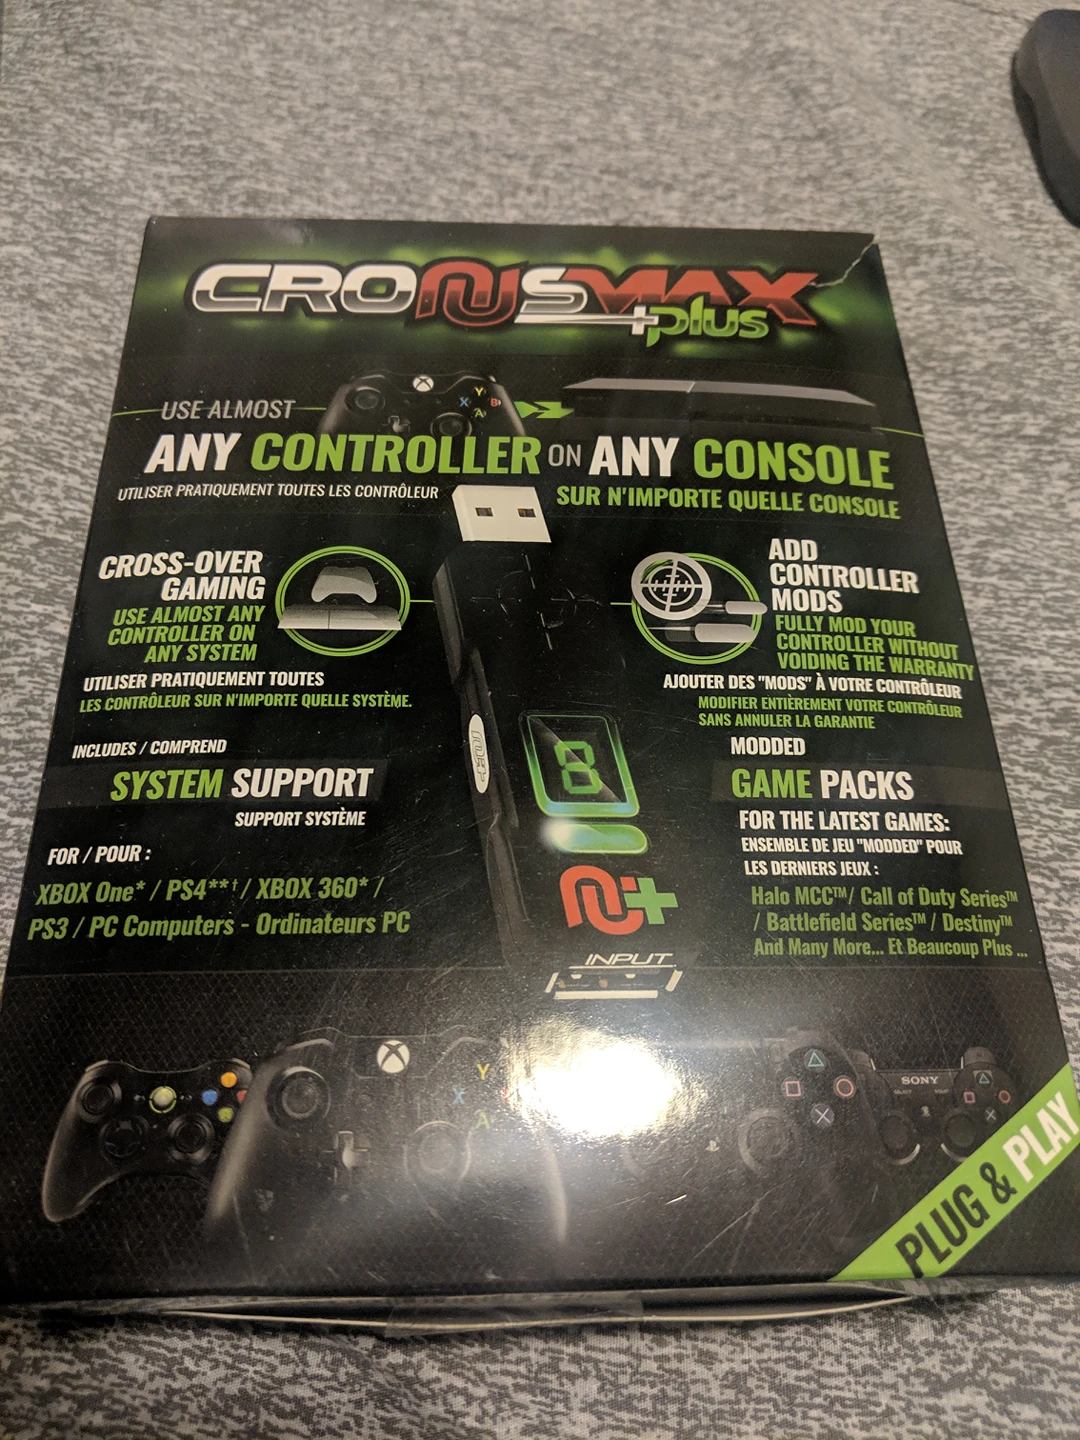 CRONUSMAX
+plus
USE ALMOST
ANY CONTROLLER ON ANY CONSOLE
UTILISER PRATIQUEMENT TOUTES LES CONTRÔLEUR SUR N'IMPORTE QUELLE CONSOLE
CROSS-OVER
GAMING
USE ALMOST ANY
CONTROLLER ON
ANY SYSTEM
UTILISER PRATIQUEMENT TOUTES
LES CONTRÔLEUR SUR N'IMPORTE QUELLE SYSTÈME.
ADD
CONTROLLER
MODS
FULLY MOD YOUR
CONTROLLER WITHOUT
VOIDING THE WARRANTY
AJOUTER DES "MODS" À VOTRE CONTRÔLEUR
MODIFIER ENTIÈREMENT VOTRE CONTRÔLEUR
SANS ANNULER LA GARANTIE
INCLUDES / COMPREND
SYSTEM SUPPORT
SUPPORT SYSTÈME
FOR / POUR :
XBOX One* / PS4**† / XBOX 360* /
PS3 / PC Computers - Ordinateurs PC
MODDED
GAME PACKS
FOR THE LATEST GAMES:
ENSEMBLE DE JEU "MODDED" POUR
LES DERNIERS JEUX :
Halo MCC™/ Call of Duty Series™
/ Battlefield Series™ / Destiny™
And Many More... Et Beaucoup Plus ...
8
INPUT
X
Y
B
A
Y
X
A
SONY
PLUG & PLAY